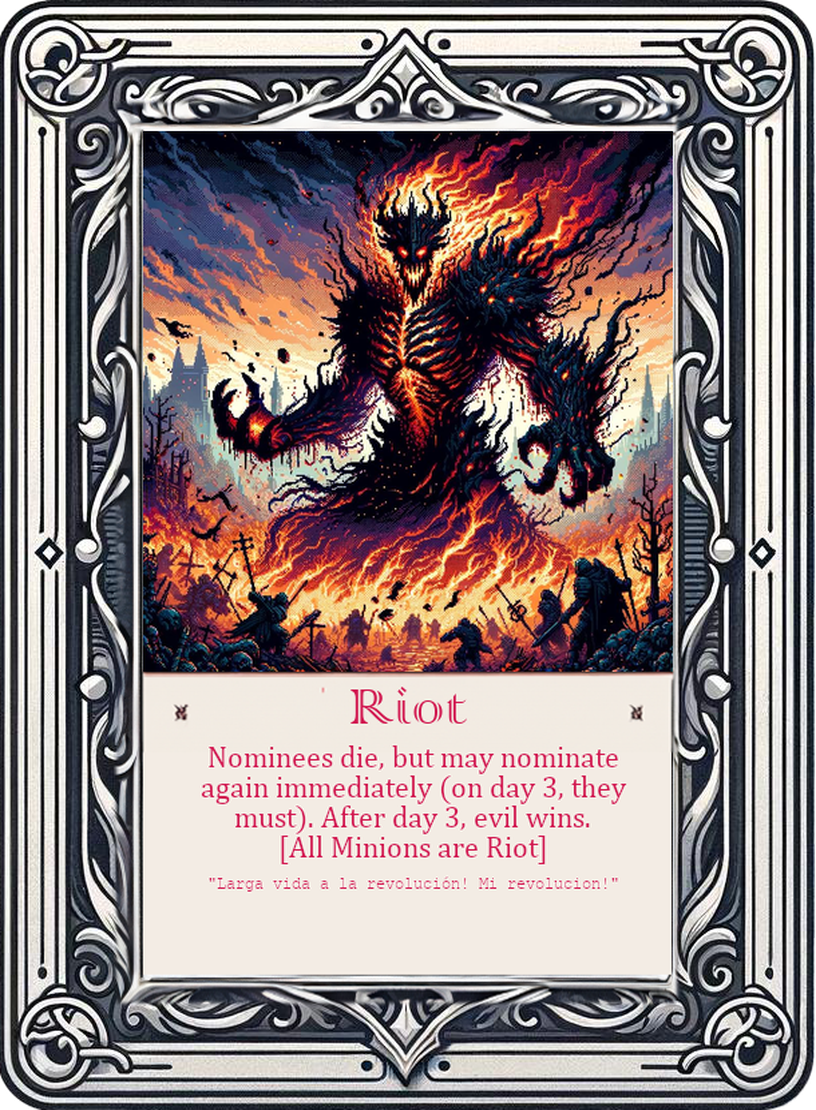 Riot
Nominees die, but may nominate
again immediately (on day 3, they
must). After day 3, evil wins.
[All Minions are Riot]
"Larga vida a la revolución! Mi revolucion!"